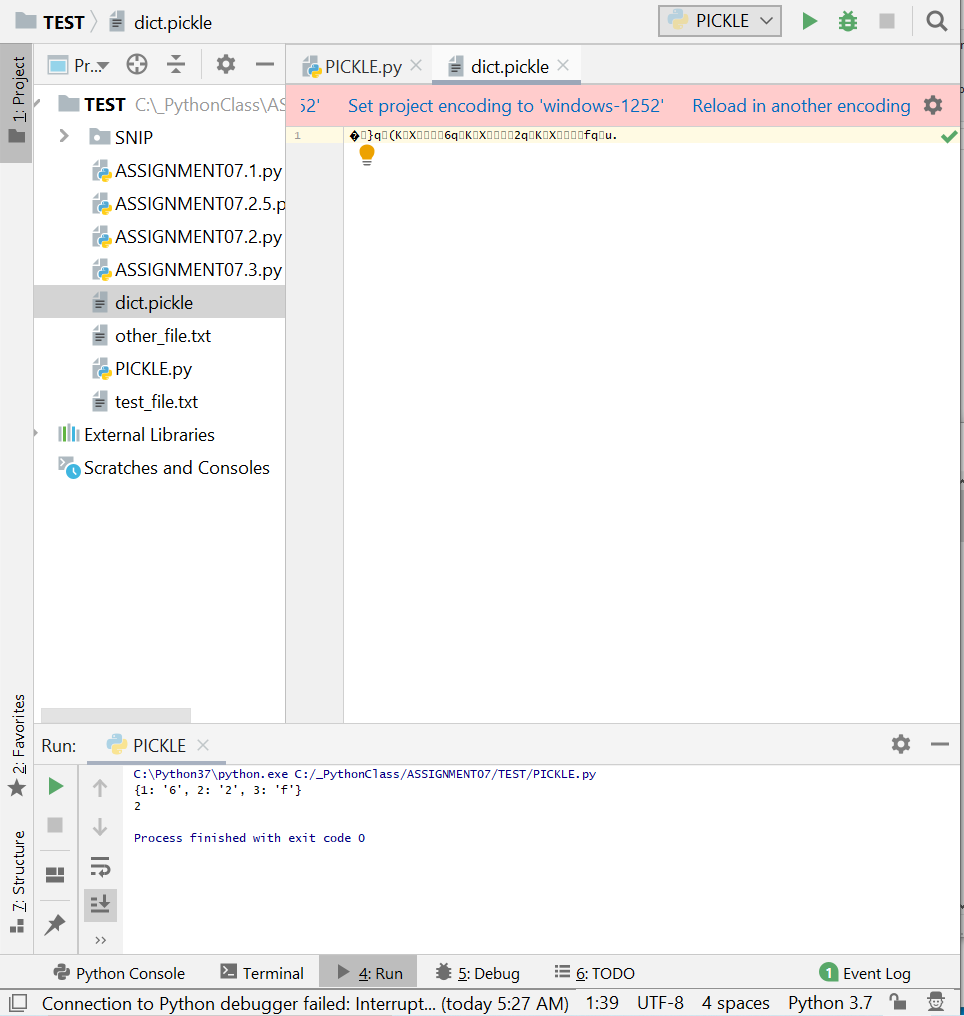 TEST dict.pickle PICKLE
1: Project
Pr... PICKLE.py dict.pickle
TEST C:\_PythonClass\AS 52' Set project encoding to 'windows-1252' Reload in another encoding
SNIP
1 }q (K X 6q K X 2q K X fq u.
ASSIGNMENT07.1.py
ASSIGNMENT07.2.5.p
ASSIGNMENT07.2.py
ASSIGNMENT07.3.py
dict.pickle
other_file.txt
PICKLE.py
test_file.txt
External Libraries
Scratches and Consoles
2: Favorites
7: Structure
Run: PICKLE
C:\Python37\python.exe C:/_PythonClass/ASSIGNMENT07/TEST/PICKLE.py
{1: '6', 2: '2', 3: 'f'}
2
Process finished with exit code 0
Python Console Terminal 4: Run 5: Debug 6: TODO 1 Event Log
Connection to Python debugger failed: Interrupt... (today 5:27 AM) 1:39 UTF-8 4 spaces Python 3.7